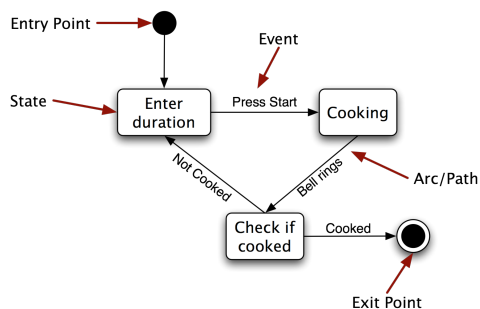 Entry Point
Event
State
Enter
duration
Press Start
Cooking
Not Cooked
Bell rings
Arc/Path
Check if
cooked
Cooked
Exit Point